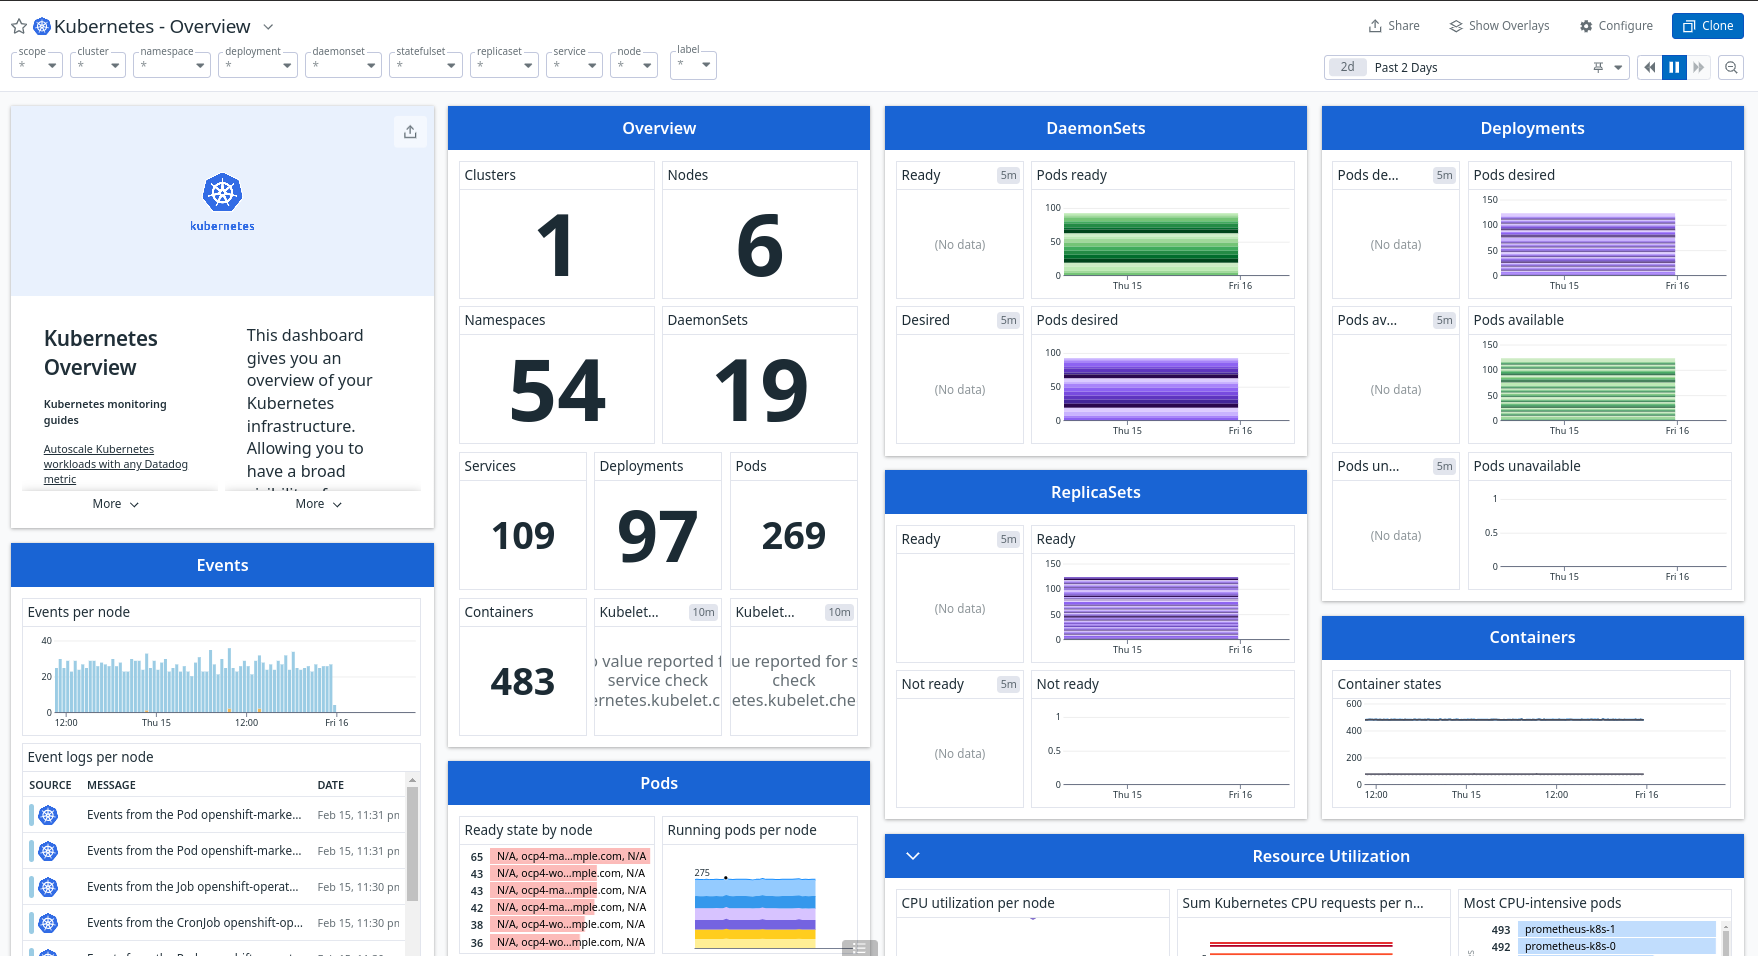 Kubernetes - Overview
Share
Show Overlays
Configure
Clone
scope
*
cluster
*
namespace
*
deployment
*
daemonset
*
statefulset
*
replicaset
*
service
*
node
*
label
*
2d Past 2 Days
kubernetes
Kubernetes
Overview
Kubernetes monitoring
guides
Autoscale Kubernetes
workloads with any Datadog
metric
More
This dashboard
gives you an
overview of your
Kubernetes
infrastructure.
Allowing you to
have a broad
More
Events
Events per node
40
20
0
12:00
Thu 15
12:00
Fri 16
Event logs per node
SOURCE MESSAGE DATE
Events from the Pod openshift-marke... Feb 15, 11:31 pm
Events from the Pod openshift-marke... Feb 15, 11:31 pm
Events from the Job openshift-operat... Feb 15, 11:30 pm
Events from the CronJob openshift-op... Feb 15, 11:30 pm
Overview
Clusters
1
Nodes
6
Namespaces
54
DaemonSets
19
Services
109
Deployments
97
Pods
269
Containers
483
Kubelet... 10m
value reported f
service check
ernetes.kubelet.c
Kubelet... 10m
ue reported for s
check
etes.kubelet.che
Pods
Ready state by node
65 N/A, ocp4-ma...mple.com, N/A
43 N/A, ocp4-wo...mple.com, N/A
43 N/A, ocp4-ma...mple.com, N/A
42 N/A, ocp4-ma...mple.com, N/A
38 N/A, ocp4-wo...mple.com, N/A
36 N/A, ocp4-wo...mple.com, N/A
Running pods per node
275
DaemonSets
Ready 5m
(No data)
Pods ready
100
50
0
Thu 15
Fri 16
Desired 5m
(No data)
Pods desired
100
50
0
Thu 15
Fri 16
ReplicaSets
Ready 5m
(No data)
Ready
150
100
50
0
Thu 15
Fri 16
Not ready 5m
(No data)
Not ready
1
0.5
0
Thu 15
Fri 16
Deployments
Pods de... 5m
(No data)
Pods desired
150
100
50
0
Thu 15
Fri 16
Pods av... 5m
(No data)
Pods available
150
100
50
0
Thu 15
Fri 16
Pods un... 5m
(No data)
Pods unavailable
1
0.5
0
Thu 15
Fri 16
Containers
Container states
600
400
200
0
12:00
Thu 15
12:00
Fri 16
Resource Utilization
CPU utilization per node
Sum Kubernetes CPU requests per n...
Most CPU-intensive pods
493 prometheus-k8s-1
492 prometheus-k8s-0